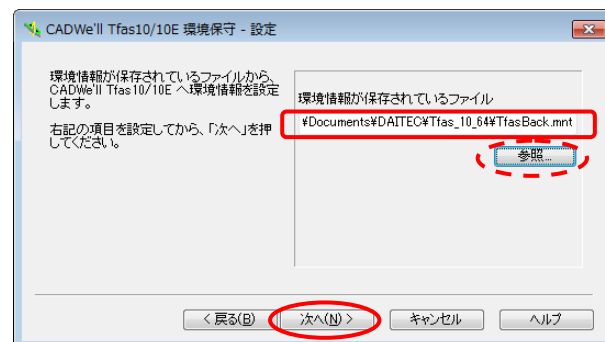 CADWe'll Tfas10/10E 環境保守 - 設定
環境情報が保存されているファイルから、
CADWe'll Tfas10/10E へ環境情報を設定
します。
右記の項目を設定してから、「次へ」を押
してください。
環境情報が保存されているファイル
¥Documents¥DAITEC¥Tfas_10_64¥TfasBack.mnt
参照...
< 戻る(B)
次へ(N) >
キャンセル
ヘルプ